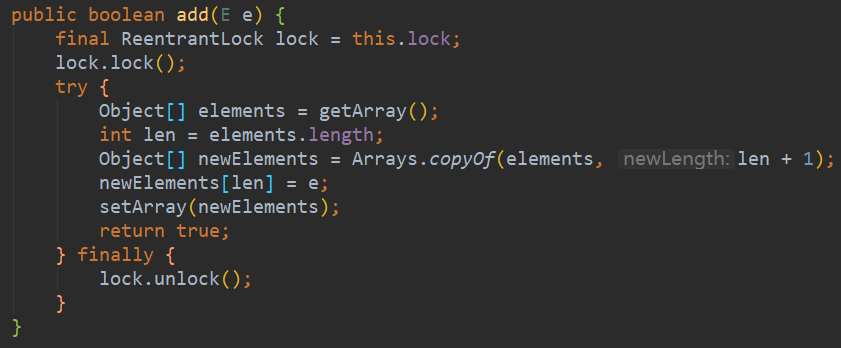 public boolean add(E e) {
    final ReentrantLock lock = this.lock;
    lock.lock();
    try {
        Object[] elements = getArray();
        int len = elements.length;
        Object[] newElements = Arrays.copyOf(elements, newLength: len + 1);
        newElements[len] = e;
        setArray(newElements);
        return true;
    } finally {
        lock.unlock();
    }
}